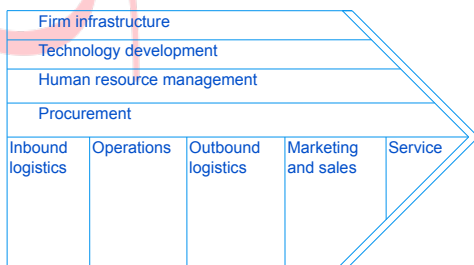 Firm infrastructure
Technology development
Human resource management
Procurement
Inbound
logistics
Operations
Outbound
logistics
Marketing
and sales
Service